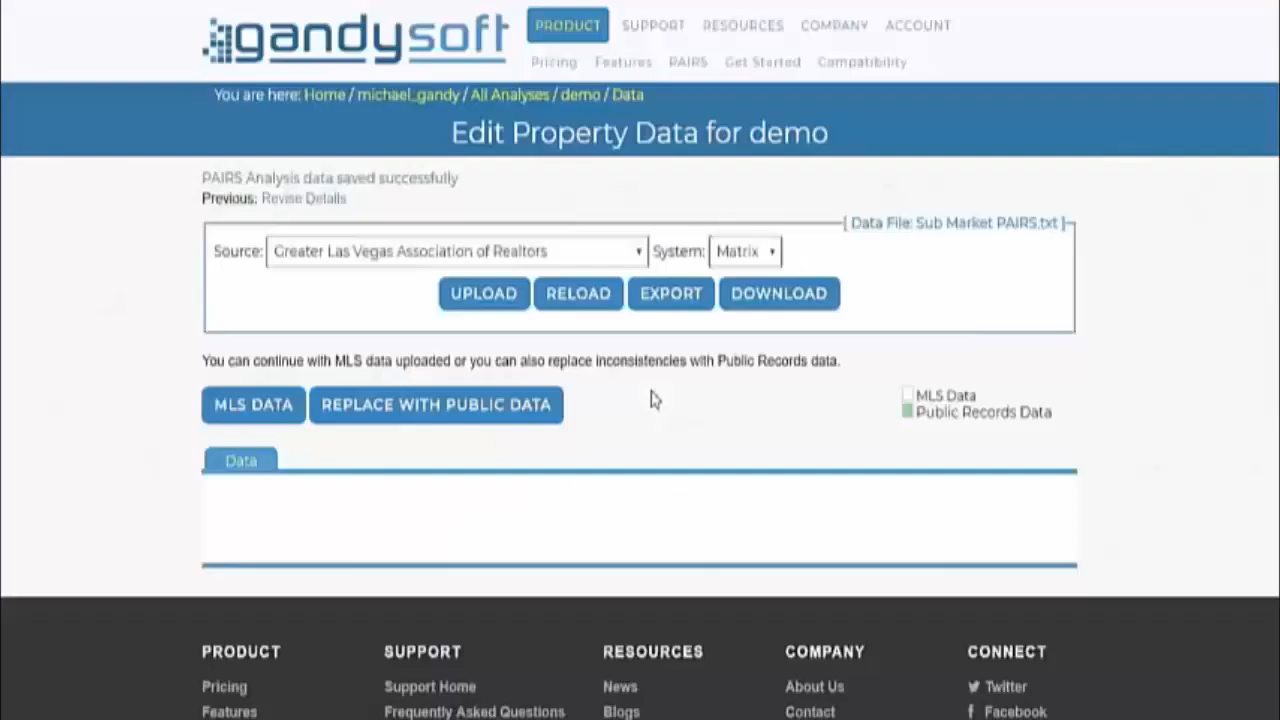 gandysoft
PRODUCT SUPPORT RESOURCES COMPANY ACCOUNT
Pricing Features PAIRS Get Started Compatibility
You are here: Home / michael_gandy / All Analyses / demo / Data
Edit Property Data for demo
PAIRS Analysis data saved successfully
Previous: Revise Details
[ Data File: Sub Market PAIRS.txt ]
Source: Greater Las Vegas Association of Realtors System: Matrix
UPLOAD RELOAD EXPORT DOWNLOAD
You can continue with MLS data uploaded or you can also replace inconsistencies with Public Records data.
MLS DATA REPLACE WITH PUBLIC DATA
MLS Data
Public Records Data
Data
PRODUCT SUPPORT RESOURCES COMPANY CONNECT
Pricing Support Home News About Us Twitter
Features Frequently Asked Questions Blogs Contact Facebook